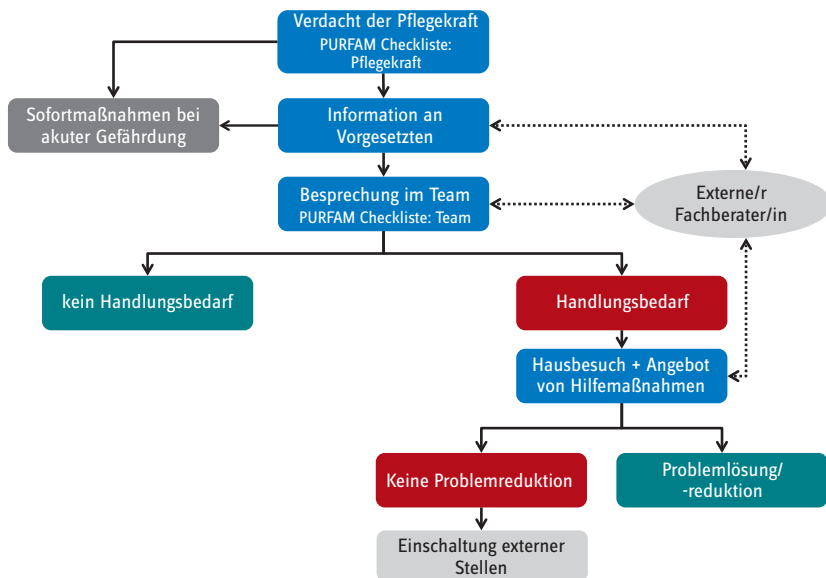 Verdacht der Pflegekraft
PURFAM Checkliste:
Pflegekraft
Sofortmaßnahmen bei
akuter Gefährdung
Information an
Vorgesetzten
Besprechung im Team
PURFAM Checkliste: Team
Externe/r
Fachberater/in
kein Handlungsbedarf
Handlungsbedarf
Hausbesuch + Angebot
von Hilfemaßnahmen
Keine Problemreduktion
Problemlösung/
-reduktion
Einschaltung externer
Stellen